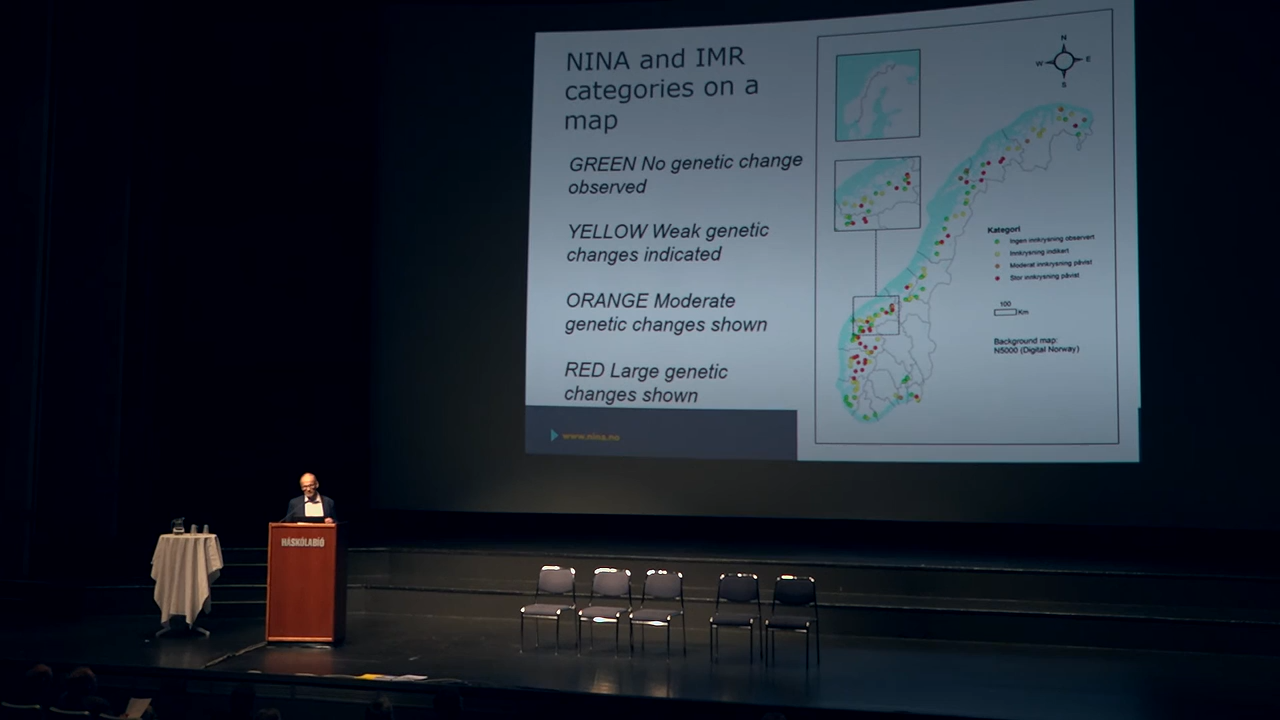 NINA and IMR
categories on a
map
GREEN No genetic change
observed
YELLOW Weak genetic
changes indicated
ORANGE Moderate
genetic changes shown
RED Large genetic
changes shown
www.nina.no
N
W E
S
Kategori
Ingen innkrysning observert
Innkrysning indikert
Moderat innkrysning påvist
Stor innkrysning påvist
100
Km
Background map:
N5000 (Digital Norway)
HÁSKÓLABÍÓ